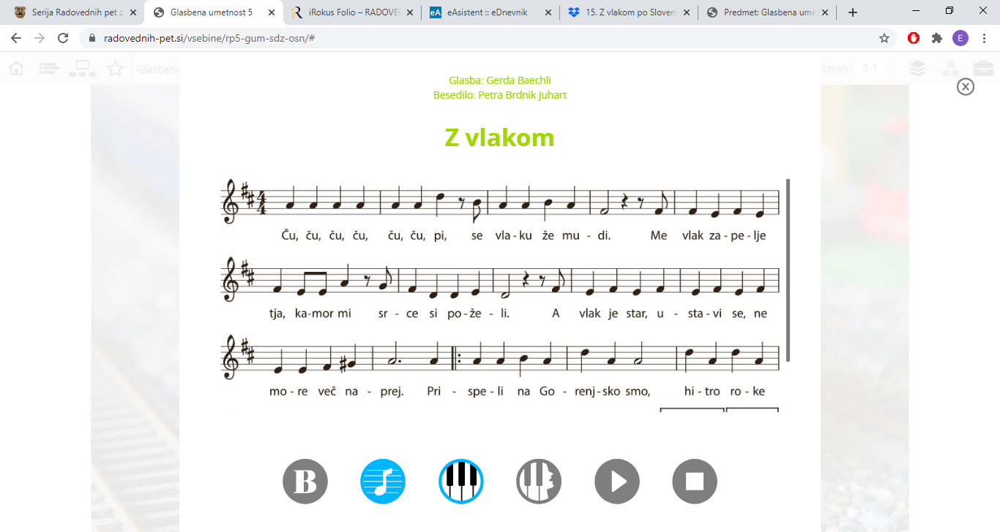 Serija Radovednih pet z
Glasbena umetnost 5
iRokus Folio – RADOVE
eAsistent :: eDnevnik
15. Z vlakom po Sloven
Predmet: Glasbena ume
radovednih-pet.si/vsebine/rp5-gum-sdz-osn/#
E
Glasbena
Stran: 3-1
Glasba: Gerda Baechli
Besedilo: Petra Brdnik Juhart
Z vlakom
4
4
Ču, ču, ču, ču, ču, ču, pi, se vla - ku že mu - di. Me vlak za - pe - lje
tja, ka-mor mi sr - ce si po - že - li. A vlak je star, u - sta - vi se, ne
mo - re več na - prej. Pri - spe - li na Go - renj - sko smo, hi - tro ro - ke
B